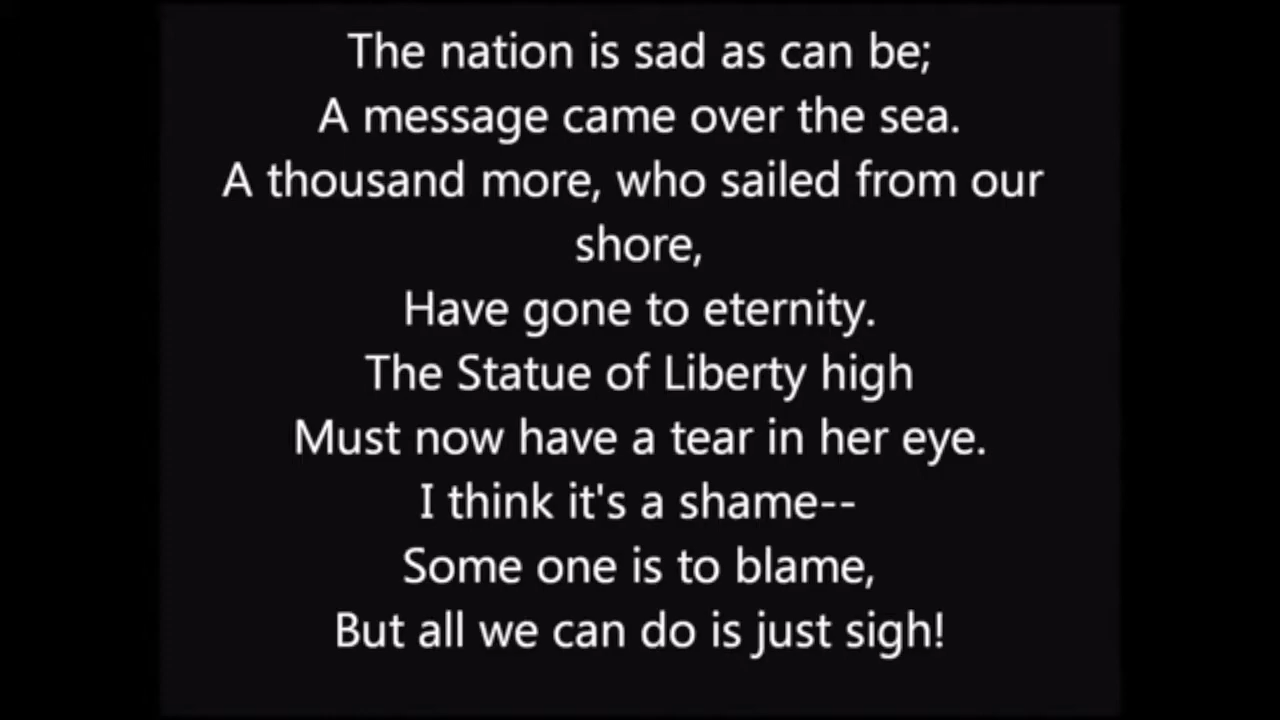 The nation is sad as can be;
A message came over the sea.
A thousand more, who sailed from our
shore,
Have gone to eternity.
The Statue of Liberty high
Must now have a tear in her eye.
I think it's a shame--
Some one is to blame,
But all we can do is just sigh!